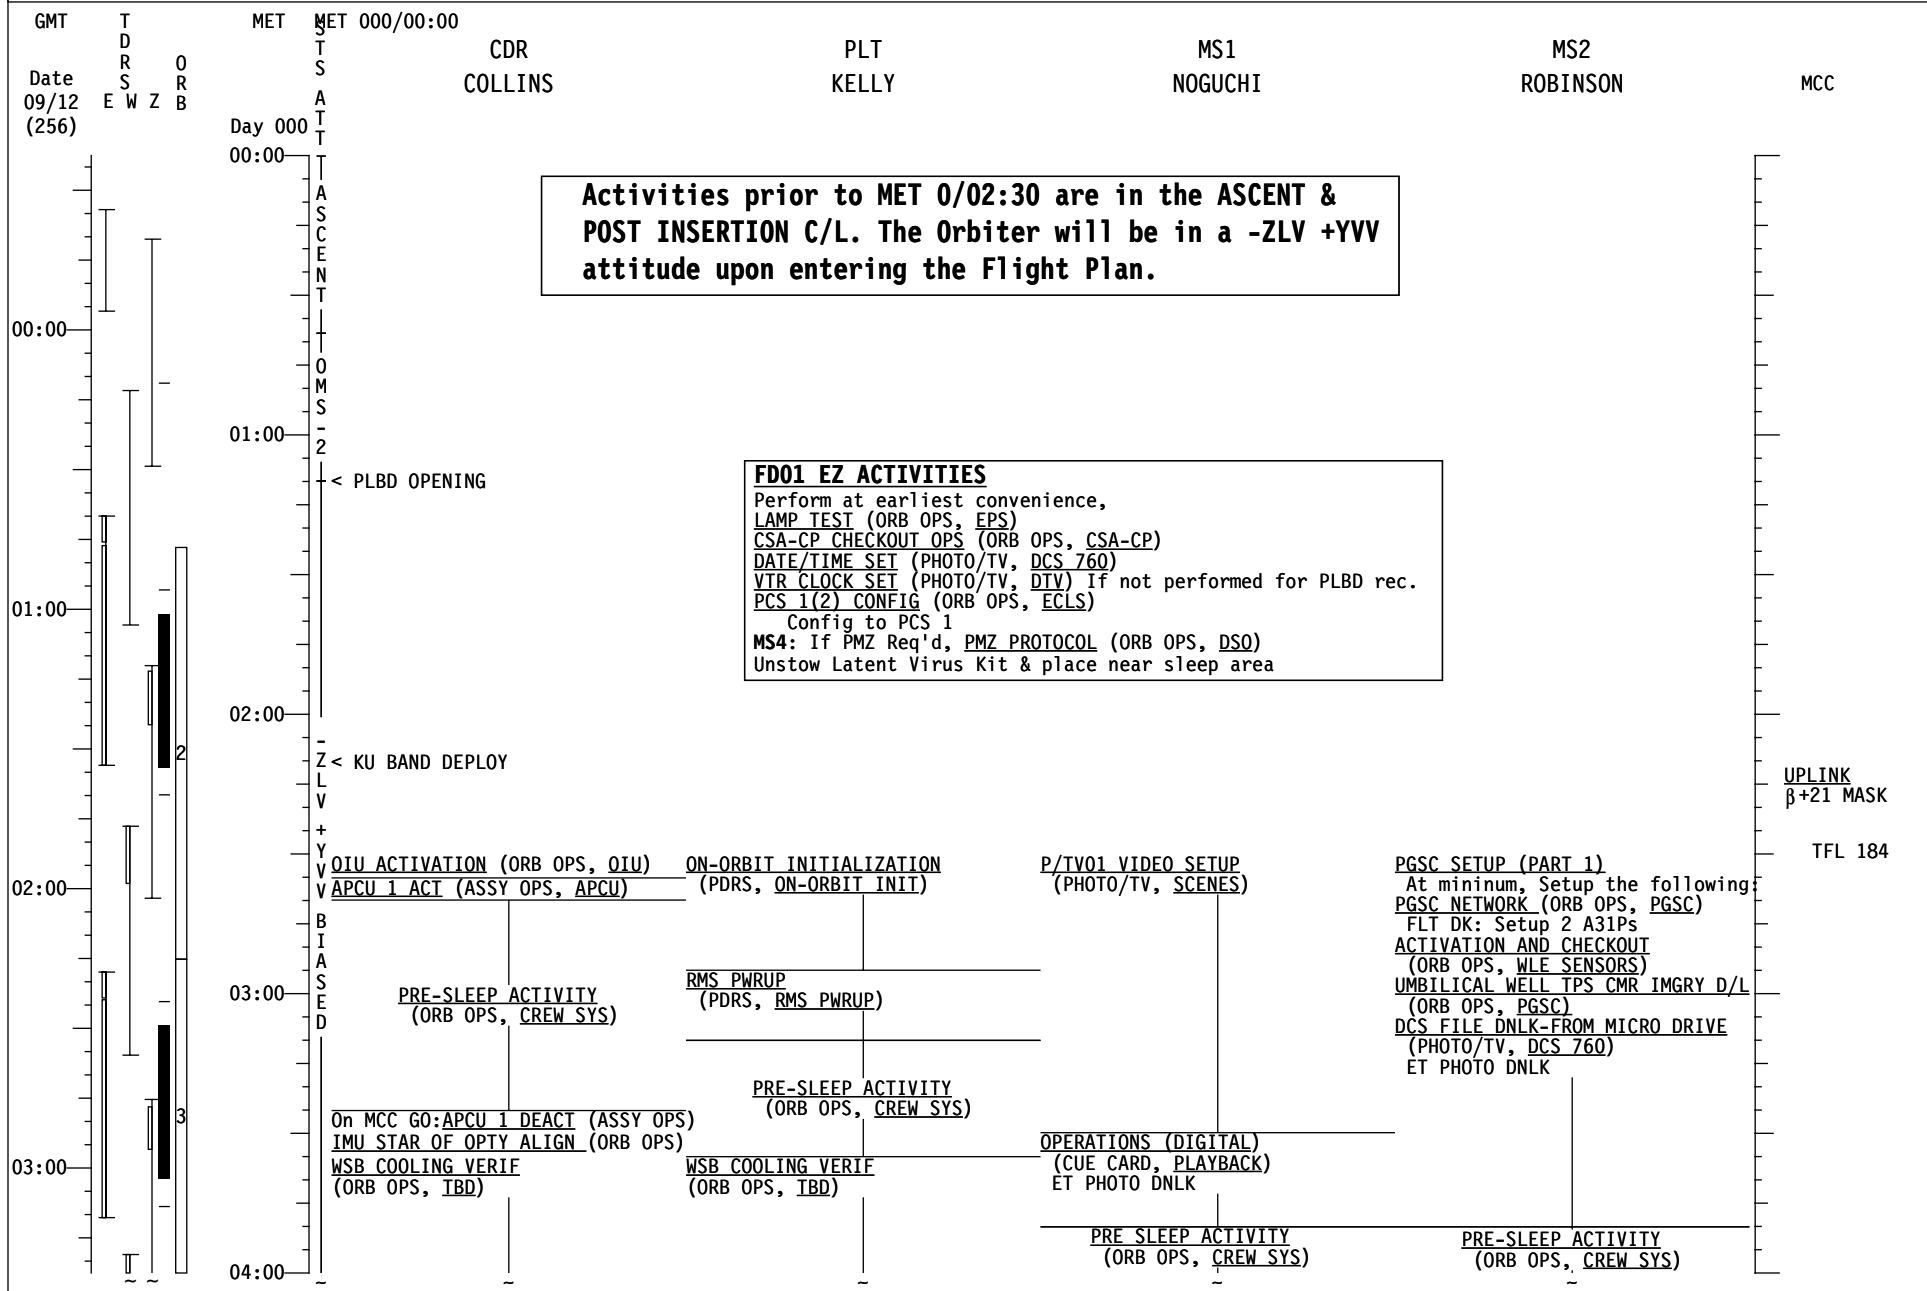 GMT
TDRS
MET
MET 000/00:00
STS ATT
ORB
Date
09/12
(256)
E W Z
Day 000
CDR
COLLINS
PLT
KELLY
MS1
NOGUCHI
MS2
ROBINSON
MCC
00:00
ASCENT
Activities prior to MET 0/02:30 are in the ASCENT &
POST INSERTION C/L. The Orbiter will be in a -ZLV +YVV
attitude upon entering the Flight Plan.
00:00
OMS-2
01:00
< PLBD OPENING
FD01 EZ ACTIVITIES
Perform at earliest convenience,
LAMP TEST (ORB OPS, EPS)
CSA-CP CHECKOUT OPS (ORB OPS, CSA-CP)
DATE/TIME SET (PHOTO/TV, DCS 760)
VTR CLOCK SET (PHOTO/TV, DTV) If not performed for PLBD rec.
PCS 1(2) CONFIG (ORB OPS, ECLS)
Config to PCS 1
MS4: If PMZ Req'd, PMZ PROTOCOL (ORB OPS, DSO)
Unstow Latent Virus Kit & place near sleep area
01:00
02:00
2
-ZLV +YVV BIASED
< KU BAND DEPLOY
UPLINK
β+21 MASK
TFL 184
02:00
03:00
3
03:00
04:00
OIU ACTIVATION (ORB OPS, OIU)
APCU 1 ACT (ASSY OPS, APCU)
PRE-SLEEP ACTIVITY
(ORB OPS, CREW SYS)
On MCC GO:APCU 1 DEACT (ASSY OPS)
IMU STAR OF OPTY ALIGN (ORB OPS)
WSB COOLING VERIF
(ORB OPS, TBD)
ON-ORBIT INITIALIZATION
(PDRS, ON-ORBIT INIT)
RMS PWRUP
(PDRS, RMS PWRUP)
PRE-SLEEP ACTIVITY
(ORB OPS, CREW SYS)
WSB COOLING VERIF
(ORB OPS, TBD)
P/TV01 VIDEO SETUP
(PHOTO/TV, SCENES)
OPERATIONS (DIGITAL)
(CUE CARD, PLAYBACK)
ET PHOTO DNLK
PRE SLEEP ACTIVITY
(ORB OPS, CREW SYS)
PGSC SETUP (PART 1)
At mininum, Setup the following:
PGSC NETWORK (ORB OPS, PGSC)
FLT DK: Setup 2 A31Ps
ACTIVATION AND CHECKOUT
(ORB OPS, WLE SENSORS)
UMBILICAL WELL TPS CMR IMGRY D/L
(ORB OPS, PGSC)
DCS FILE DNLK-FROM MICRO DRIVE
(PHOTO/TV, DCS 760)
ET PHOTO DNLK
PRE-SLEEP ACTIVITY
(ORB OPS, CREW SYS)
~ ~ ~ ~ ~ ~ ~